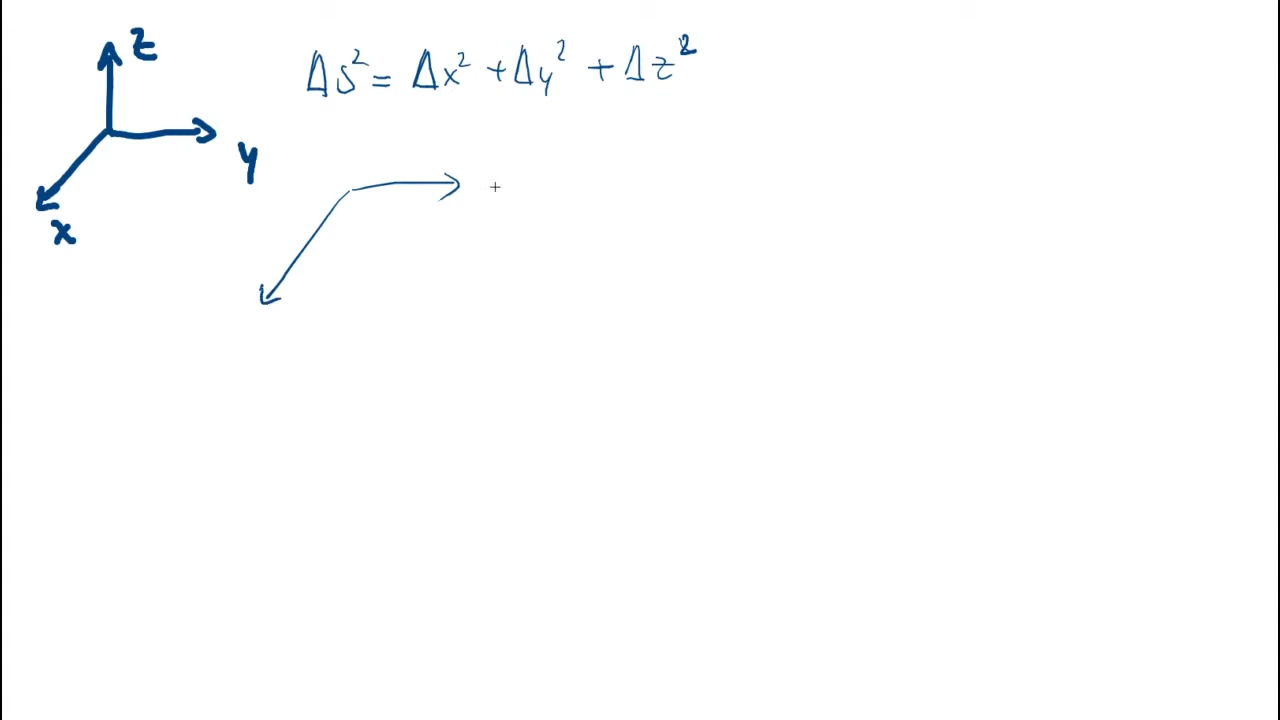 z
Δs² = Δx² + Δy² + Δz²
y
x